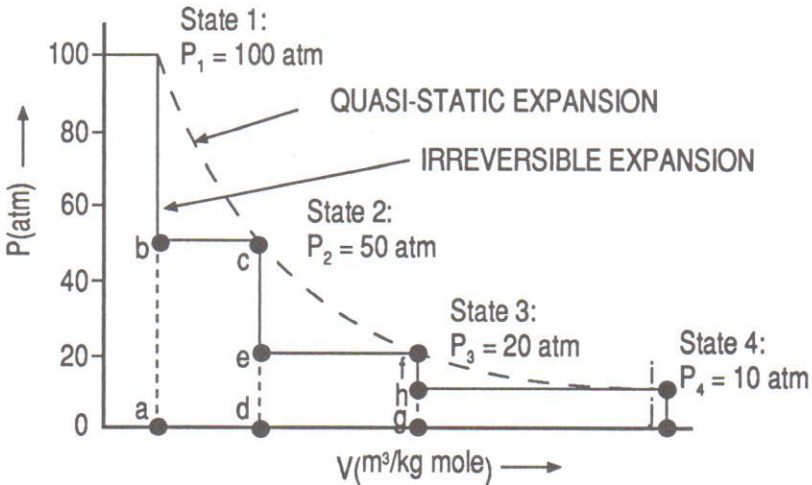 State 1:
P₁ = 100 atm
QUASI-STATIC EXPANSION
IRREVERSIBLE EXPANSION
State 2:
P₂ = 50 atm
State 3:
P₃ = 20 atm
State 4:
P₄ = 10 atm
P(atm)
100
80
60
40
20
0
b
c
e
f
h
i
a
d
g
j
V(m³/kg mole)